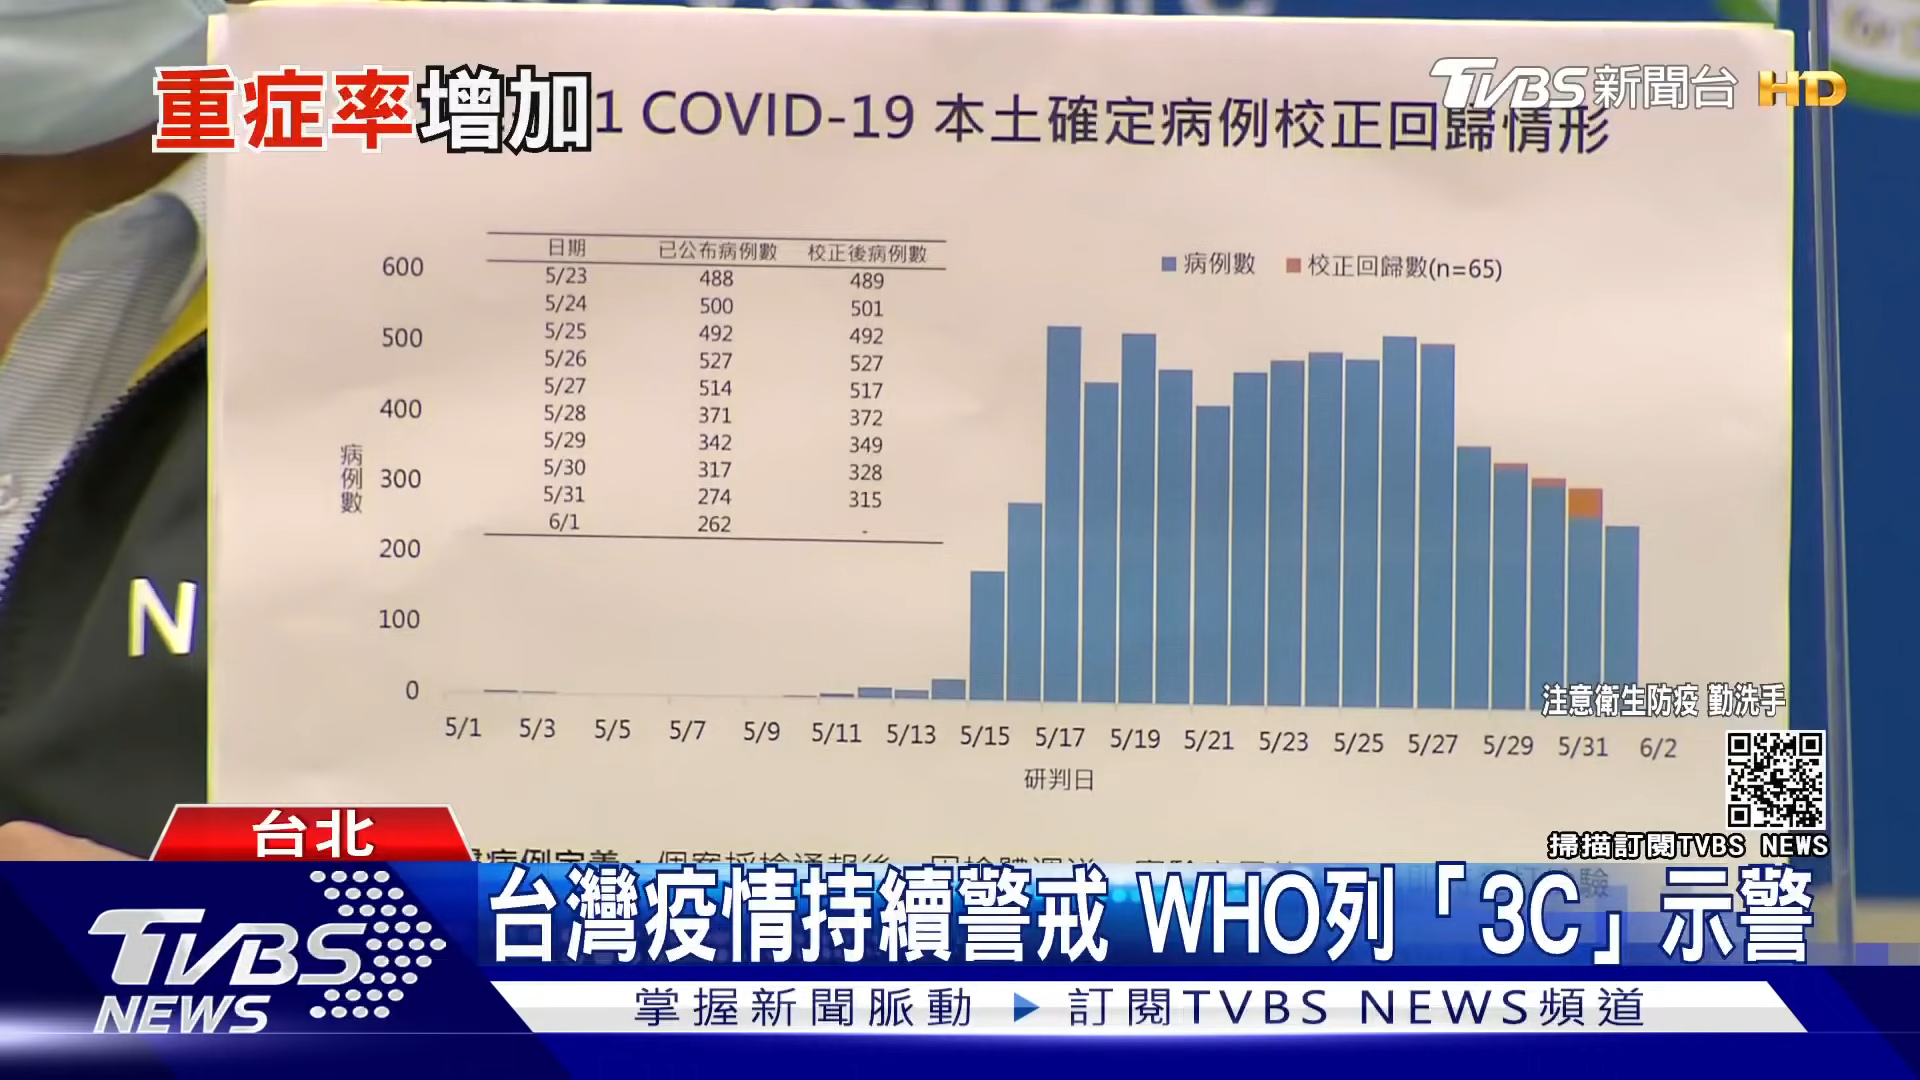 重症率增加
1 COVID-19 本土確定病例校正回歸情形
TVBS新聞台 HD
日期 已公布病例數 校正後病例數
5/23 488 489
5/24 500 501
5/25 492 492
5/26 527 527
5/27 514 517
5/28 371 372
5/29 342 349
5/30 317 328
5/31 274 315
6/1 262 -
病例數 校正回歸數(n=65)
病例數
600
500
400
300
200
100
0
5/1 5/3 5/5 5/7 5/9 5/11 5/13 5/15 5/17 5/19 5/21 5/23 5/25 5/27 5/29 5/31 6/2
研判日
N
注意衛生防疫 勤洗手
掃描訂閱TVBS NEWS
台北
台灣疫情持續警戒 WHO列「3C」示警
TVBS
NEWS
掌握新聞脈動 ▶ 訂閱TVBS NEWS頻道